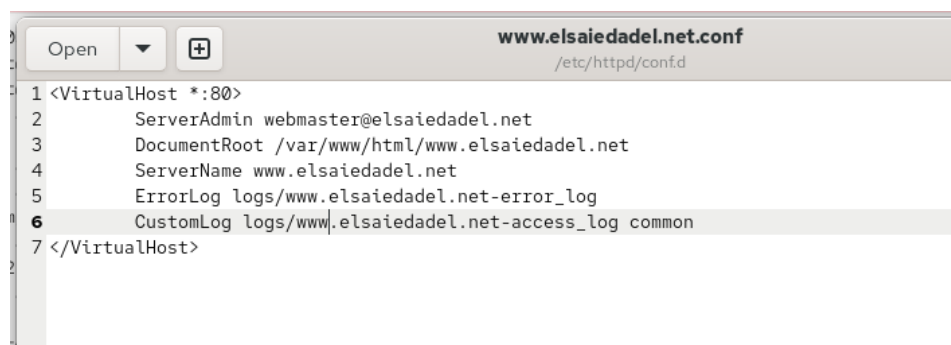 Open
www.elsaiedadel.net.conf
/etc/httpd/conf.d
1 <VirtualHost *:80>
2 ServerAdmin webmaster@elsaiedadel.net
3 DocumentRoot /var/www/html/www.elsaiedadel.net
4 ServerName www.elsaiedadel.net
5 ErrorLog logs/www.elsaiedadel.net-error_log
6 CustomLog logs/www.elsaiedadel.net-access_log common
7 </VirtualHost>